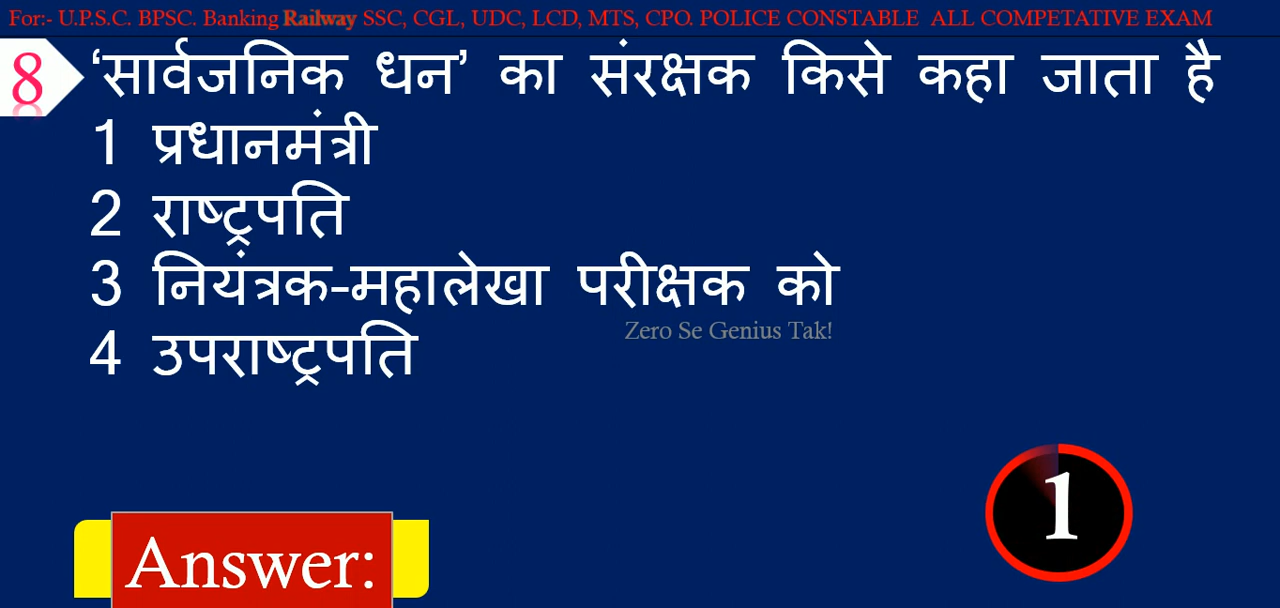 For:- U.P.S.C. BPSC. Banking Railway SSC, CGL, UDC, LCD, MTS, CPO. POLICE CONSTABLE ALL COMPETATIVE EXAM
8 ‘सार्वजनिक धन’ का संरक्षक किसे कहा जाता है
1 प्रधानमंत्री
2 राष्ट्रपति
3 नियंत्रक-महालेखा परीक्षक को
Zero Se Genius Tak!
4 उपराष्ट्रपति
1
Answer: